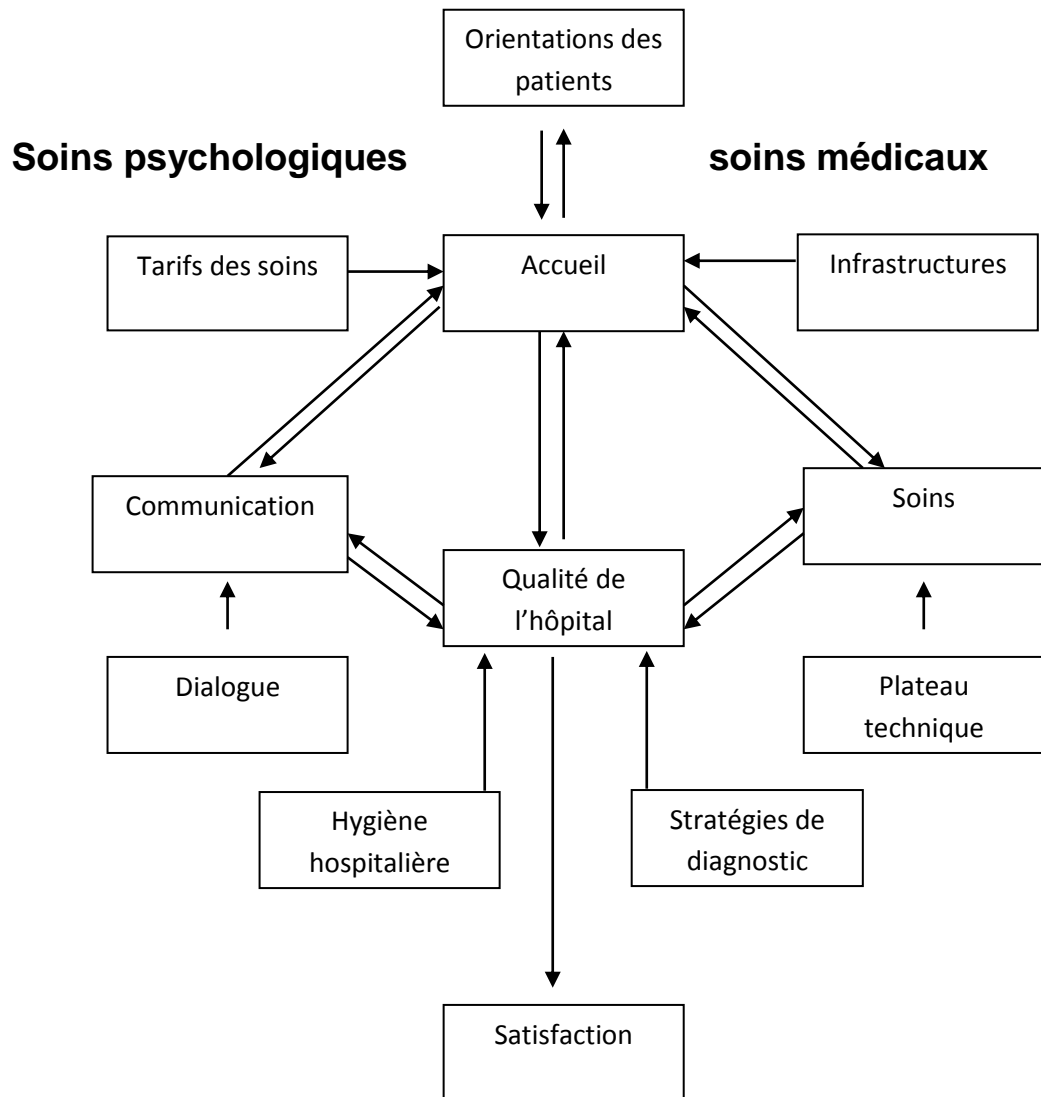 Orientations des
patients
Soins psychologiques
soins médicaux
Tarifs des soins
Accueil
Infrastructures
Communication
Soins
Qualité de
l’hôpital
Dialogue
Plateau
technique
Hygiène
hospitalière
Stratégies de
diagnostic
Satisfaction